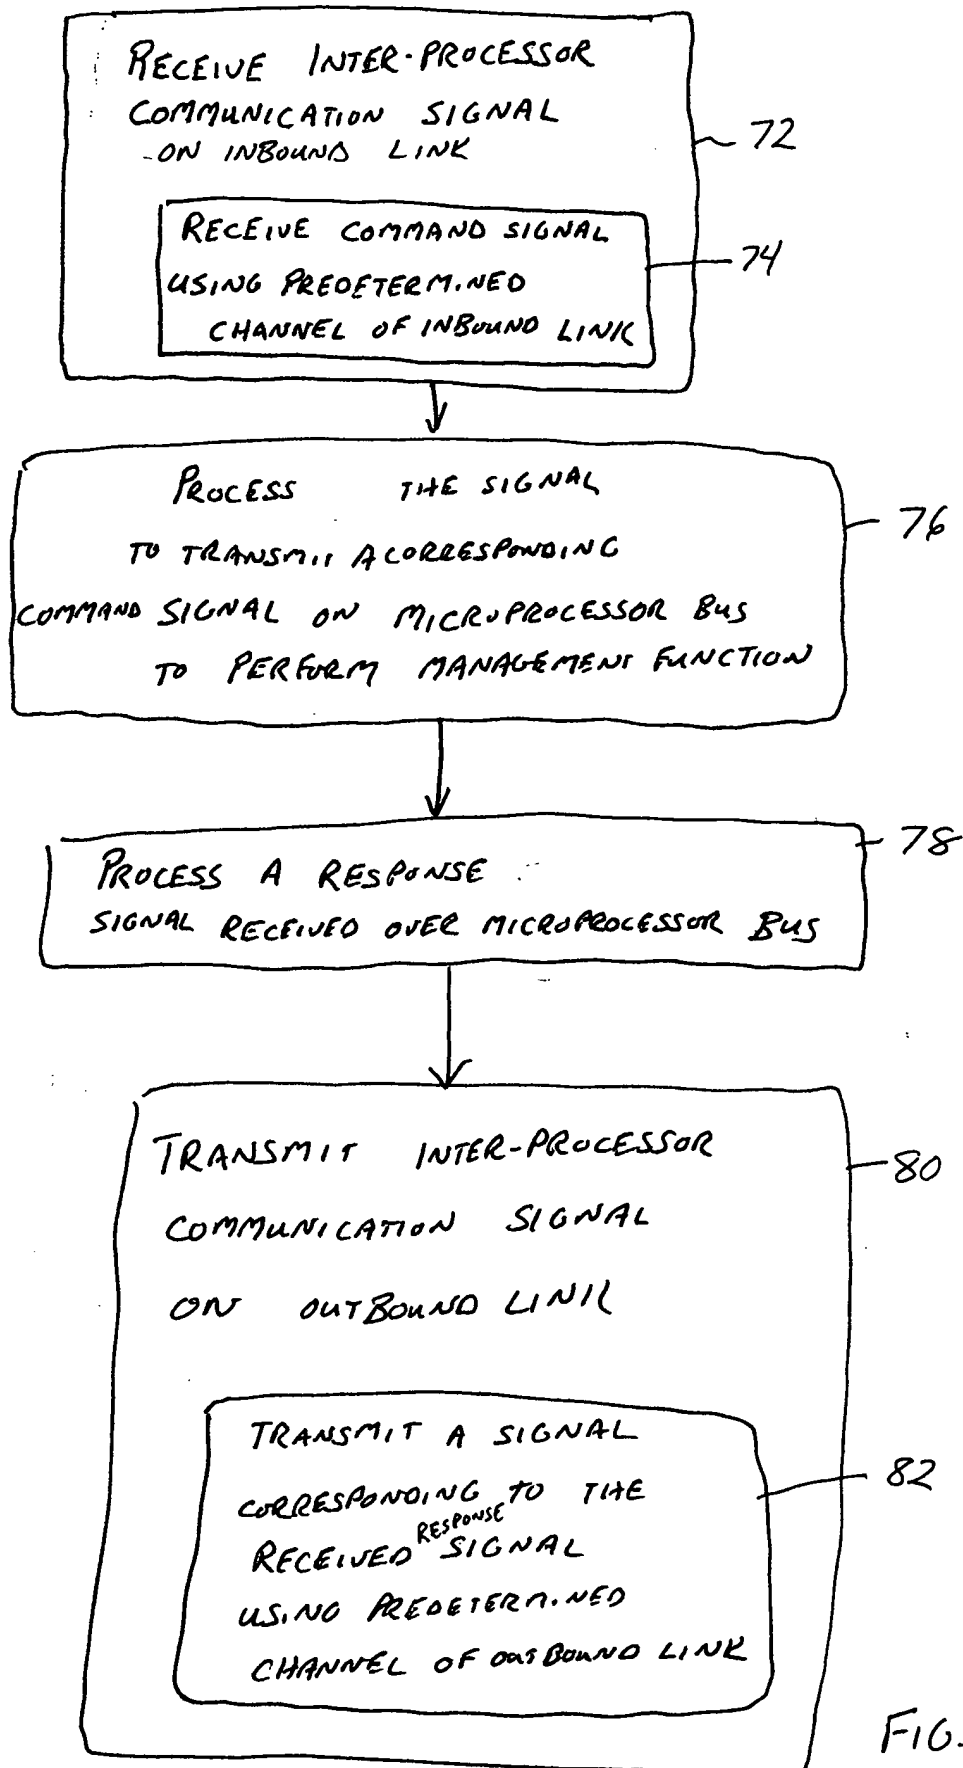 RECEIVE INTER-PROCESSOR
COMMUNICATION SIGNAL
ON INBOUND LINK
72
RECEIVE COMMAND SIGNAL
USING PREDETERMINED
CHANNEL OF INBOUND LINK
74
PROCESS THE SIGNAL
TO TRANSMIT A CORRESPONDING
COMMAND SIGNAL ON MICROPROCESSOR BUS
TO PERFORM MANAGEMENT FUNCTION
76
PROCESS A RESPONSE
SIGNAL RECEIVED OVER MICROPROCESSOR BUS
78
TRANSMIT INTER-PROCESSOR
COMMUNICATION SIGNAL
ON OUTBOUND LINK
80
TRANSMIT A SIGNAL
CORRESPONDING TO THE
RECEIVED RESPONSE SIGNAL
USING PREDETERMINED
CHANNEL OF OUTBOUND LINK
82
FIG.